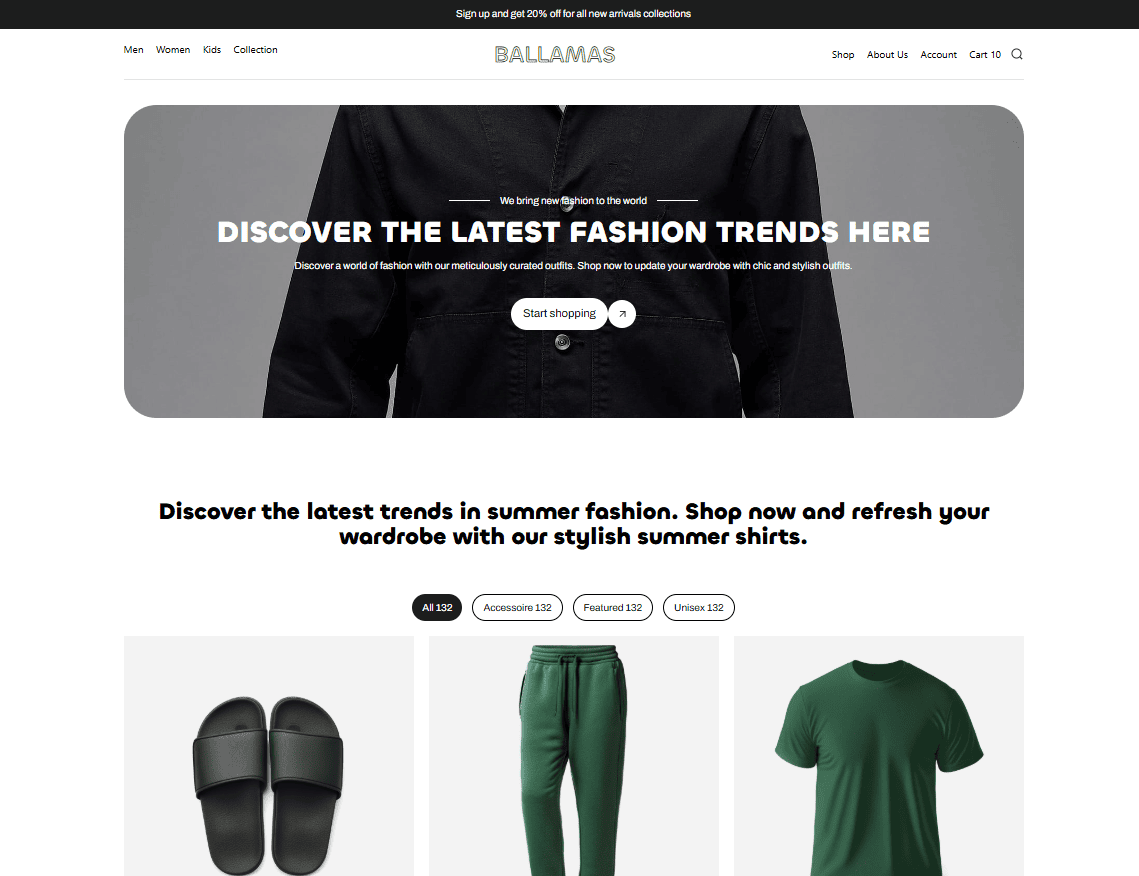 Sign up and get 20% off for all new arrivals collections
Men Women Kids Collection
BALLAMAS
Shop About Us Account Cart 10
We bring new fashion to the world
DISCOVER THE LATEST FASHION TRENDS HERE
Discover a world of fashion with our meticulously curated outfits. Shop now to update your wardrobe with chic and stylish outfits.
Start shopping
Discover the latest trends in summer fashion. Shop now and refresh your
wardrobe with our stylish summer shirts.
All 132 Accessoire 132 Featured 132 Unisex 132